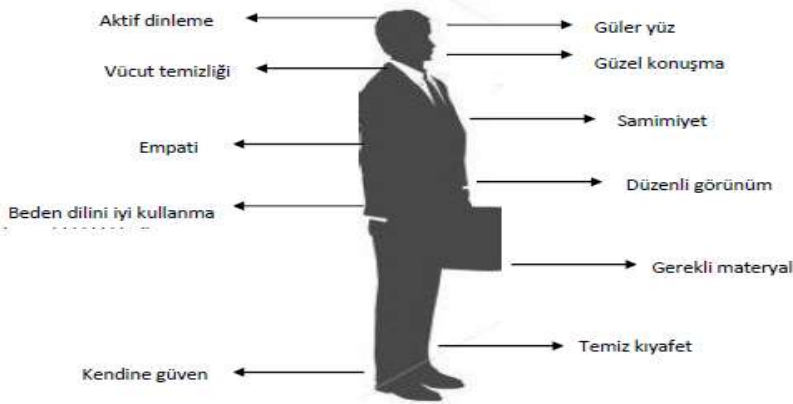 Aktif dinleme
Güler yüz
Güzel konuşma
Vücut temizliği
Samimiyet
Empati
Düzenli görünüm
Beden dilini iyi kullanma
Gerekli materyal
Temiz kıyafet
Kendine güven